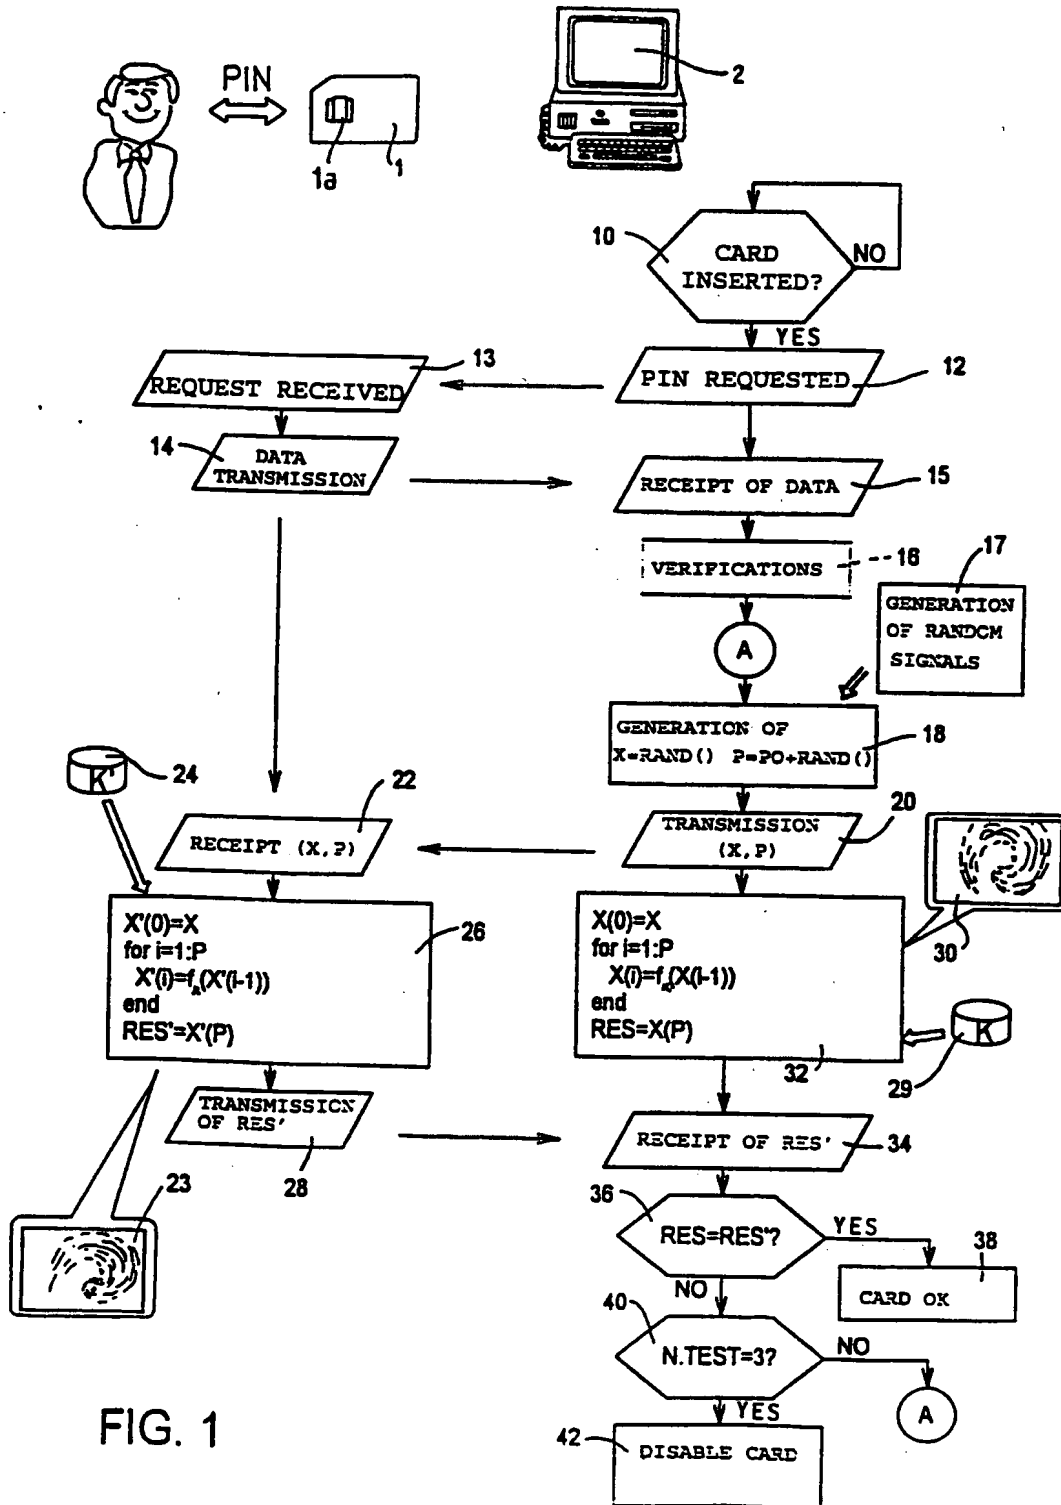 PIN
1a
1
2
10
CARD
INSERTED?
NO
YES
13
REQUEST RECEIVED
PIN REQUESTED
12
14
DATA
TRANSMISSION
RECEIPT OF DATA
15
VERIFICATIONS
16
17
GENERATION
OF RANDOM
SIGNALS
A
GENERATION OF
X=RAND() P=PO+RAND()
18
K'
24
22
RECEIPT (X,P)
TRANSMISSION
(X,P)
20
30
X'(0)=X
for i=1:P
X'(i)=f(X'(i-1))
end
RES'=X'(P)
26
X(0)=X
for i=1:P
X(i)=f(X(i-1))
end
RES=X(P)
32
K
29
TRANSMISSION
OF RES'
28
RECEIPT OF RES'
34
23
36
RES=RES'?
YES
38
CARD OK
NO
40
N.TEST=3?
NO
A
YES
42
DISABLE CARD
FIG. 1